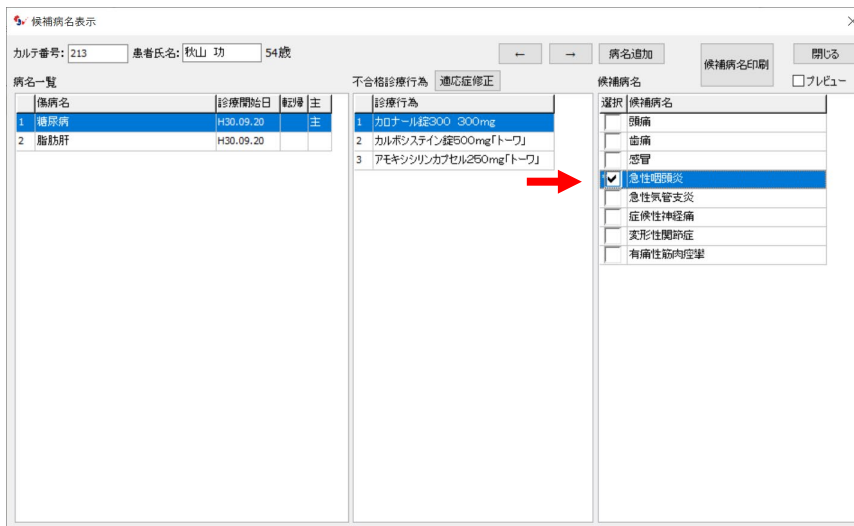 候補病名表示
カルテ番号: 213 患者氏名: 秋山 功 54歳 ← → 病名追加 候補病名印刷 閉じる
病名一覧 不合格診療行為 適応症修正 候補病名 プレビュー
傷病名 診療開始日 転帰 主 診療行為 選択 候補病名
1 糖尿病 H30.09.20 主 1 カロナール錠300 300mg 頭痛
2 脂肪肝 H30.09.20 2 カルボシステイン錠500mg「トーワ」 歯痛
3 アモキシシリンカプセル250mg「トーワ」 感冒
急性咽頭炎
急性気管支炎
症候性神経痛
変形性関節症
有痛性筋肉痙攣